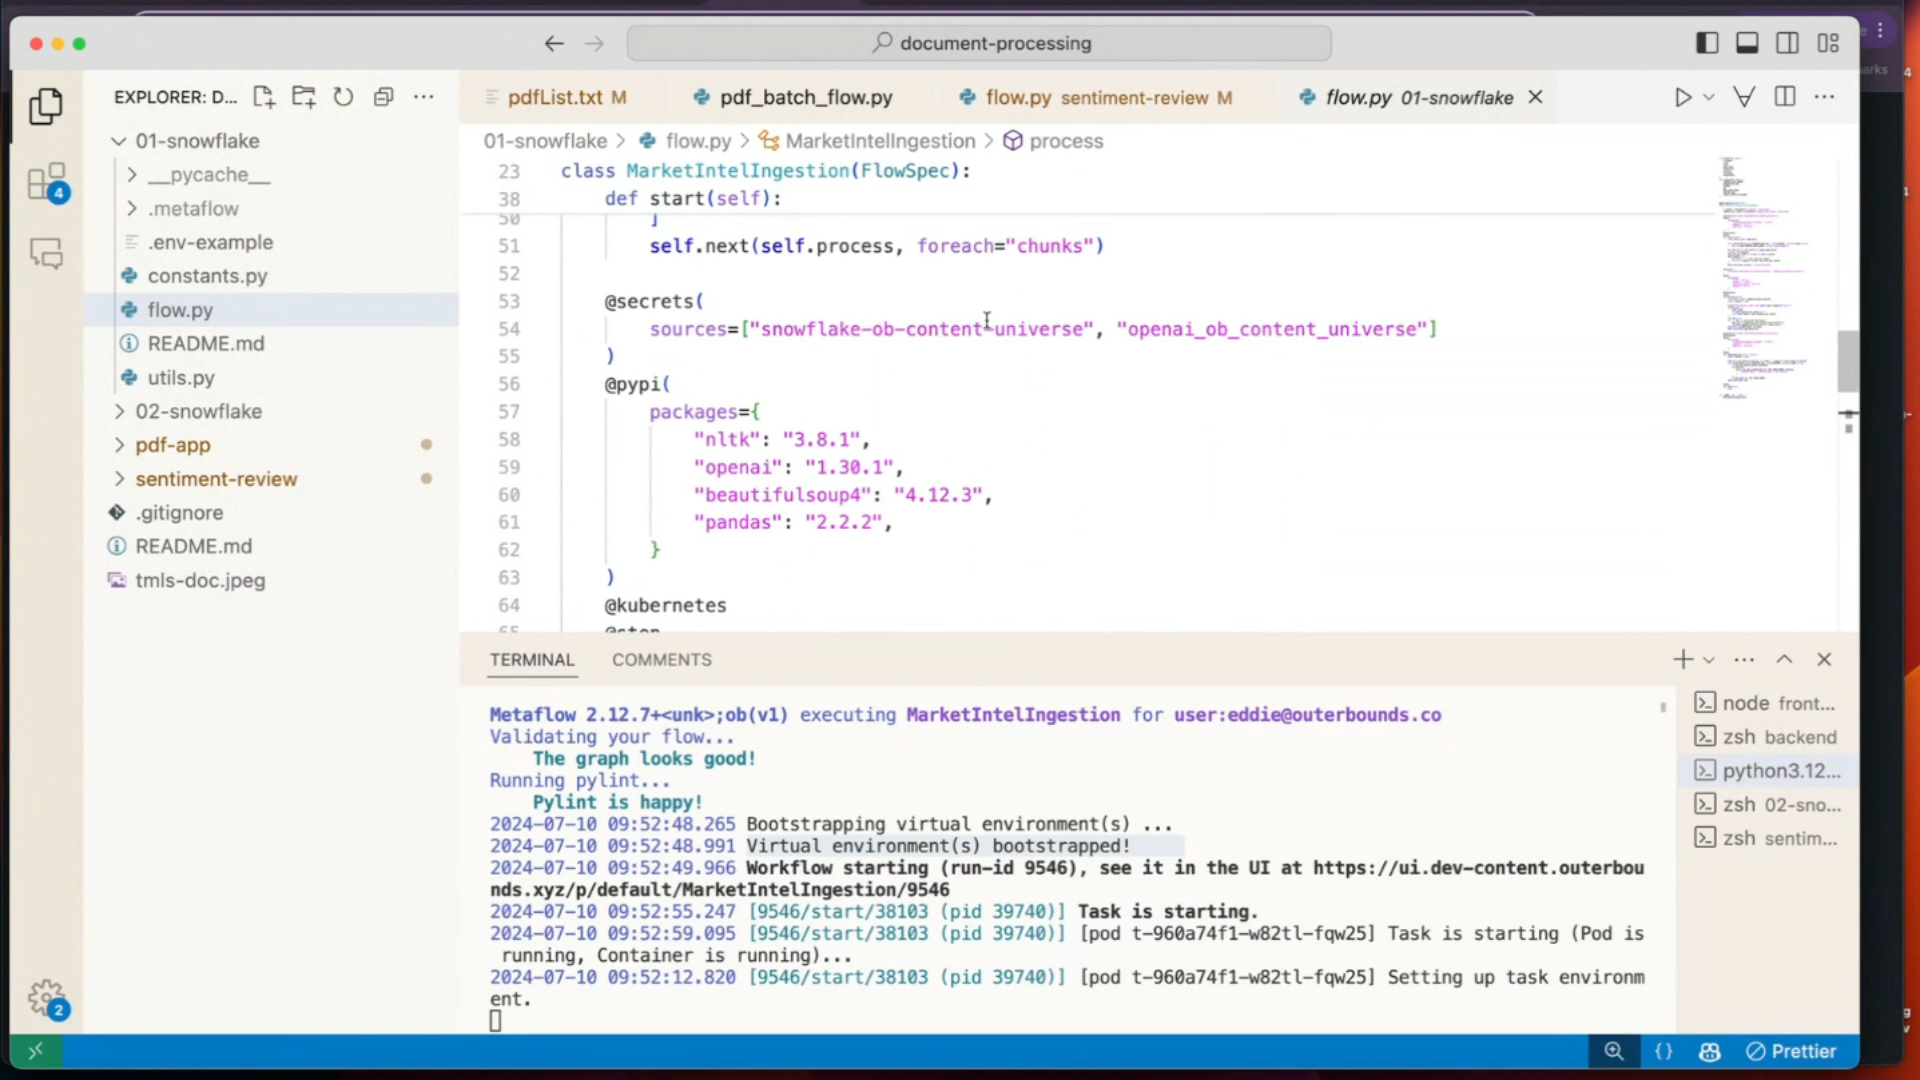 document-processing
EXPLORER: D...
pdfList.txt M
pdf_batch_flow.py
flow.py sentiment-review M
flow.py 01-snowflake
01-snowflake
__pycache__
.metaflow
.env-example
constants.py
flow.py
README.md
utils.py
02-snowflake
pdf-app
sentiment-review
.gitignore
README.md
tmls-doc.jpeg
4
2
01-snowflake > flow.py > MarketIntelIngestion > process
23 class MarketIntelIngestion(FlowSpec):
38 def start(self):
50 ]
51 self.next(self.process, foreach="chunks")
52
53 @secrets(
54 sources=["snowflake-ob-content-universe", "openai_ob_content_universe"]
55 )
56 @pypi(
57 packages={
58 "nltk": "3.8.1",
59 "openai": "1.30.1",
60 "beautifulsoup4": "4.12.3",
61 "pandas": "2.2.2",
62 }
63 )
64 @kubernetes
65 @step
TERMINAL COMMENTS
Metaflow 2.12.7+<unk>;ob(v1) executing MarketIntelIngestion for user:eddie@outerbounds.co
Validating your flow...
The graph looks good!
Running pylint...
Pylint is happy!
2024-07-10 09:52:48.265 Bootstrapping virtual environment(s) ...
2024-07-10 09:52:48.991 Virtual environment(s) bootstrapped!
2024-07-10 09:52:49.966 Workflow starting (run-id 9546), see it in the UI at https://ui.dev-content.outerbou
nds.xyz/p/default/MarketIntelIngestion/9546
2024-07-10 09:52:55.247 [9546/start/38103 (pid 39740)] Task is starting.
2024-07-10 09:52:59.095 [9546/start/38103 (pid 39740)] [pod t-960a74f1-w82tl-fqw25] Task is starting (Pod is
running, Container is running)...
2024-07-10 09:52:12.820 [9546/start/38103 (pid 39740)] [pod t-960a74f1-w82tl-fqw25] Setting up task environm
ent.
node front...
zsh backend
python3.12...
zsh 02-sno...
zsh sentim...
{} Prettier